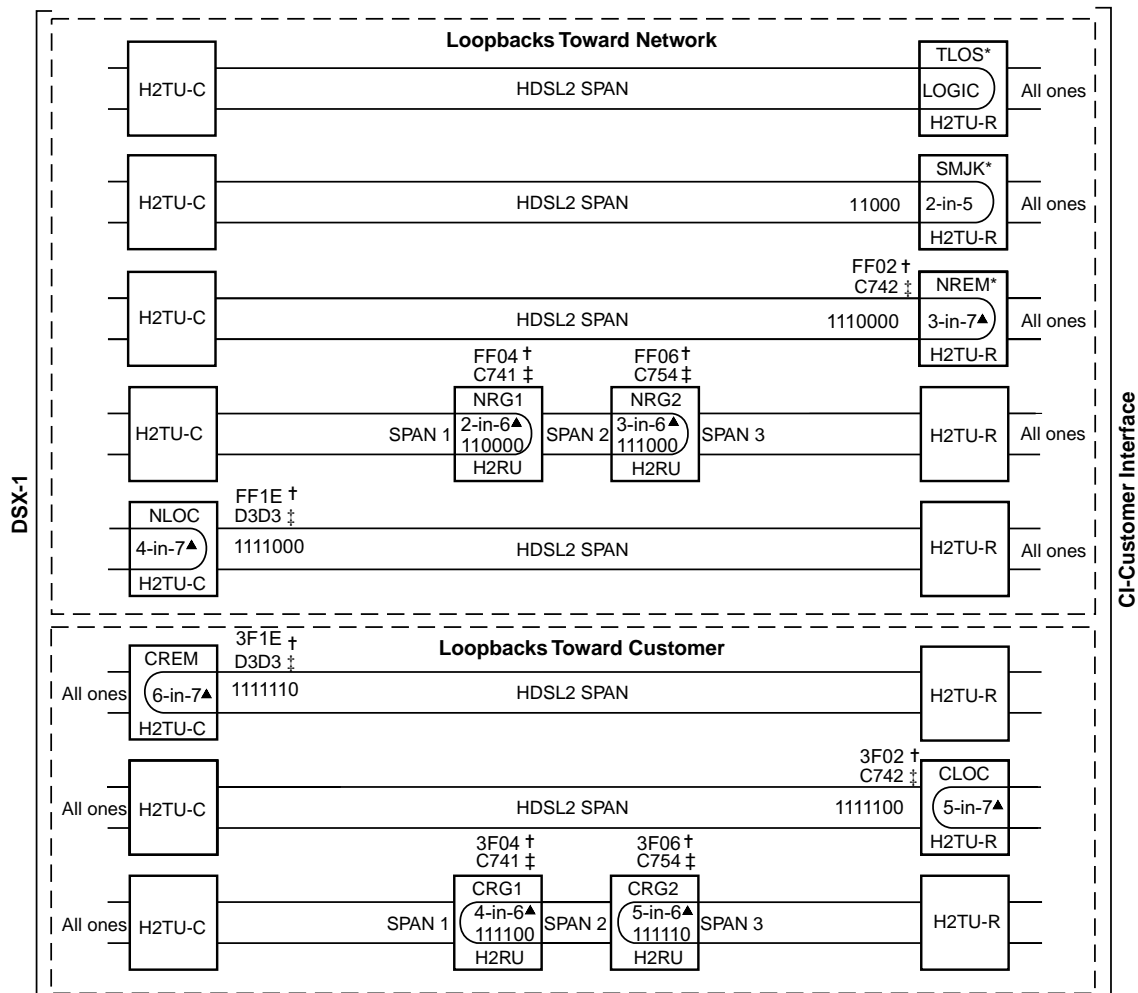 Loopbacks Toward Network
TLOS*
H2TU-C
HDSL2 SPAN
LOGIC
All ones
H2TU-R
SMJK*
H2TU-C
HDSL2 SPAN
11000
2-in-5
All ones
H2TU-R
FF02 †
C742 ‡
NREM*
H2TU-C
HDSL2 SPAN
1110000
3-in-7▲
All ones
H2TU-R
FF04 †
C741 ‡
FF06 †
C754 ‡
NRG1
NRG2
H2TU-C
SPAN 1
2-in-6▲
110000
SPAN 2
3-in-6▲
111000
SPAN 3
H2TU-R
All ones
H2RU
H2RU
FF1E †
D3D3 ‡
NLOC
4-in-7▲
1111000
HDSL2 SPAN
H2TU-R
All ones
H2TU-C
DSX-1
CI-Customer Interface
Loopbacks Toward Customer
3F1E †
D3D3 ‡
CREM
All ones
6-in-7▲
1111110
HDSL2 SPAN
H2TU-R
H2TU-C
3F02 †
C742 ‡
CLOC
All ones
H2TU-C
HDSL2 SPAN
1111100
5-in-7▲
H2TU-R
3F04 †
C741 ‡
3F06 †
C754 ‡
CRG1
CRG2
All ones
H2TU-C
SPAN 1
4-in-6▲
111100
SPAN 2
5-in-6▲
111110
SPAN 3
H2TU-R
H2RU
H2RU